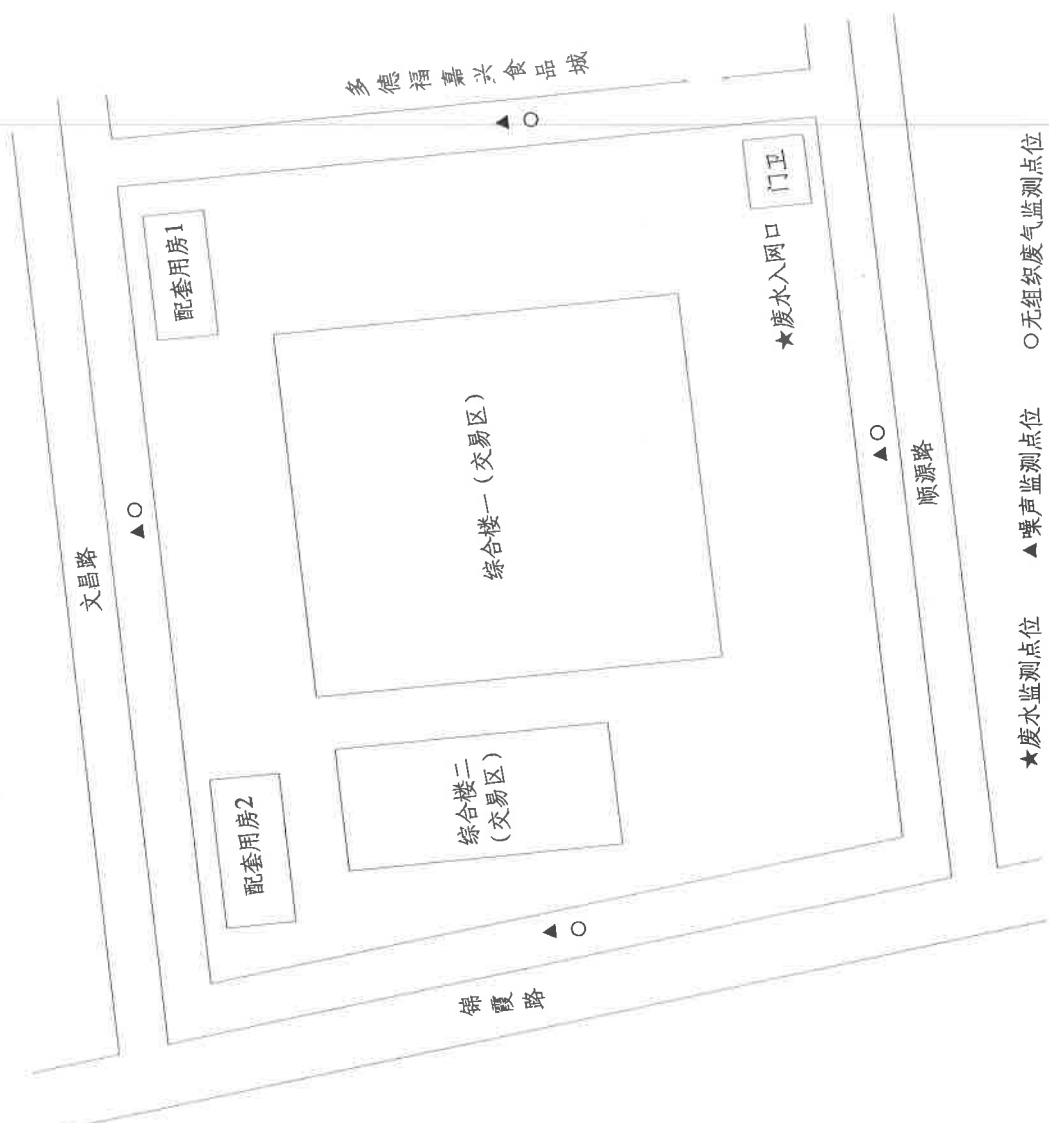 多德福嘉兴食品城
文昌路
配套用房1
门卫
★废水入网口
综合楼一（交易区）
▲○
▲○
▲○
▲○
顺源路
配套用房2
综合楼二
（交易区）
锦霞路
★废水监测点位 ▲噪声监测点位 ○无组织废气监测点位